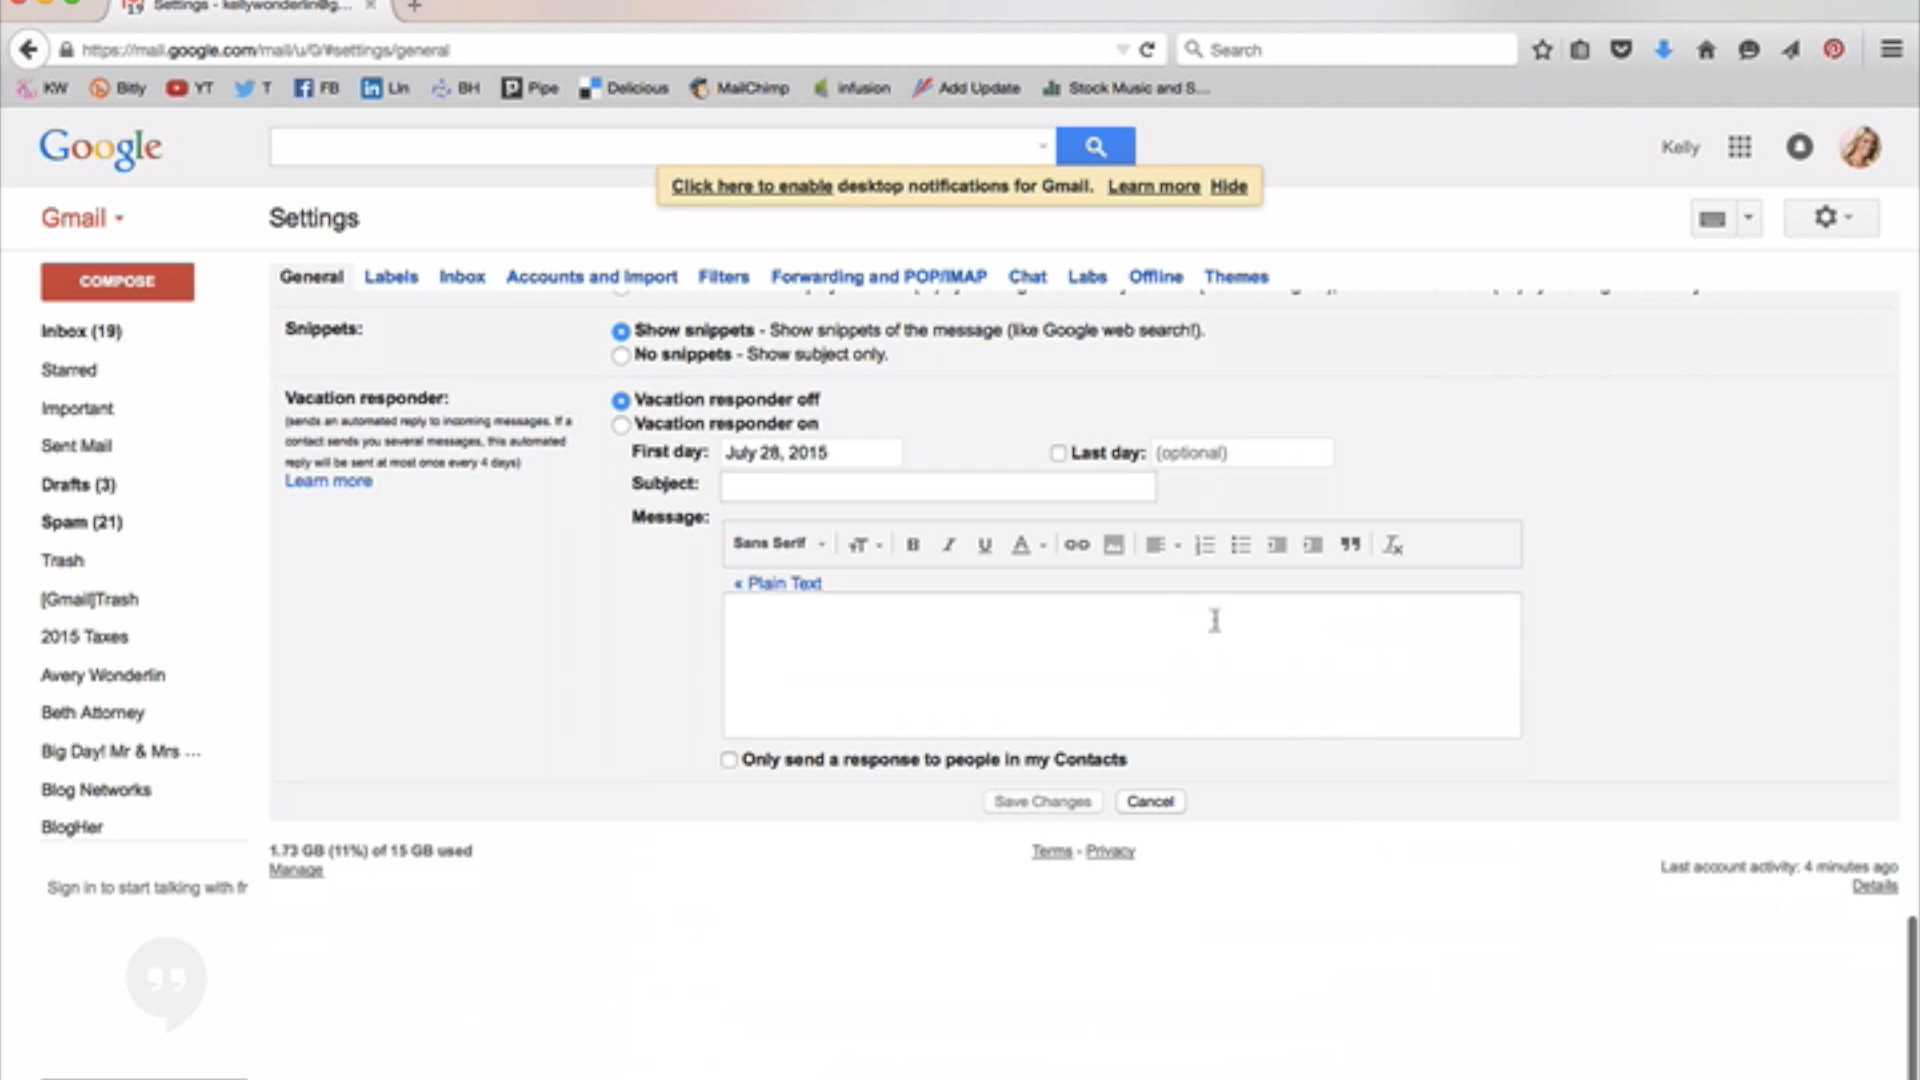 19 Settings - kellywonderlin@g...
https://mail.google.com/mail/u/0/#settings/general
Search
KW Bitly YT T FB Lin BH Pipe Delicious MailChimp infusion Add Update Stock Music and S...
Google
Kelly
Click here to enable desktop notifications for Gmail. Learn more Hide
Gmail
Settings
COMPOSE
General Labels Inbox Accounts and Import Filters Forwarding and POP/IMAP Chat Labs Offline Themes
Inbox (19)
Starred
Important
Sent Mail
Drafts (3)
Spam (21)
Trash
[Gmail]Trash
2015 Taxes
Avery Wonderlin
Beth Attorney
Big Day! Mr & Mrs ...
Blog Networks
BlogHer
Sign in to start talking with fr
Snippets:
Show snippets - Show snippets of the message (like Google web search!).
No snippets - Show subject only.
Vacation responder:
(sends an automated reply to incoming messages. If a
contact sends you several messages, this automated
reply will be sent at most once every 4 days)
Learn more
Vacation responder off
Vacation responder on
First day: July 28, 2015 Last day: (optional)
Subject:
Message:
Sans Serif
« Plain Text
Only send a response to people in my Contacts
Save Changes Cancel
1.73 GB (11%) of 15 GB used
Manage
Terms - Privacy
Last account activity: 4 minutes ago
Details